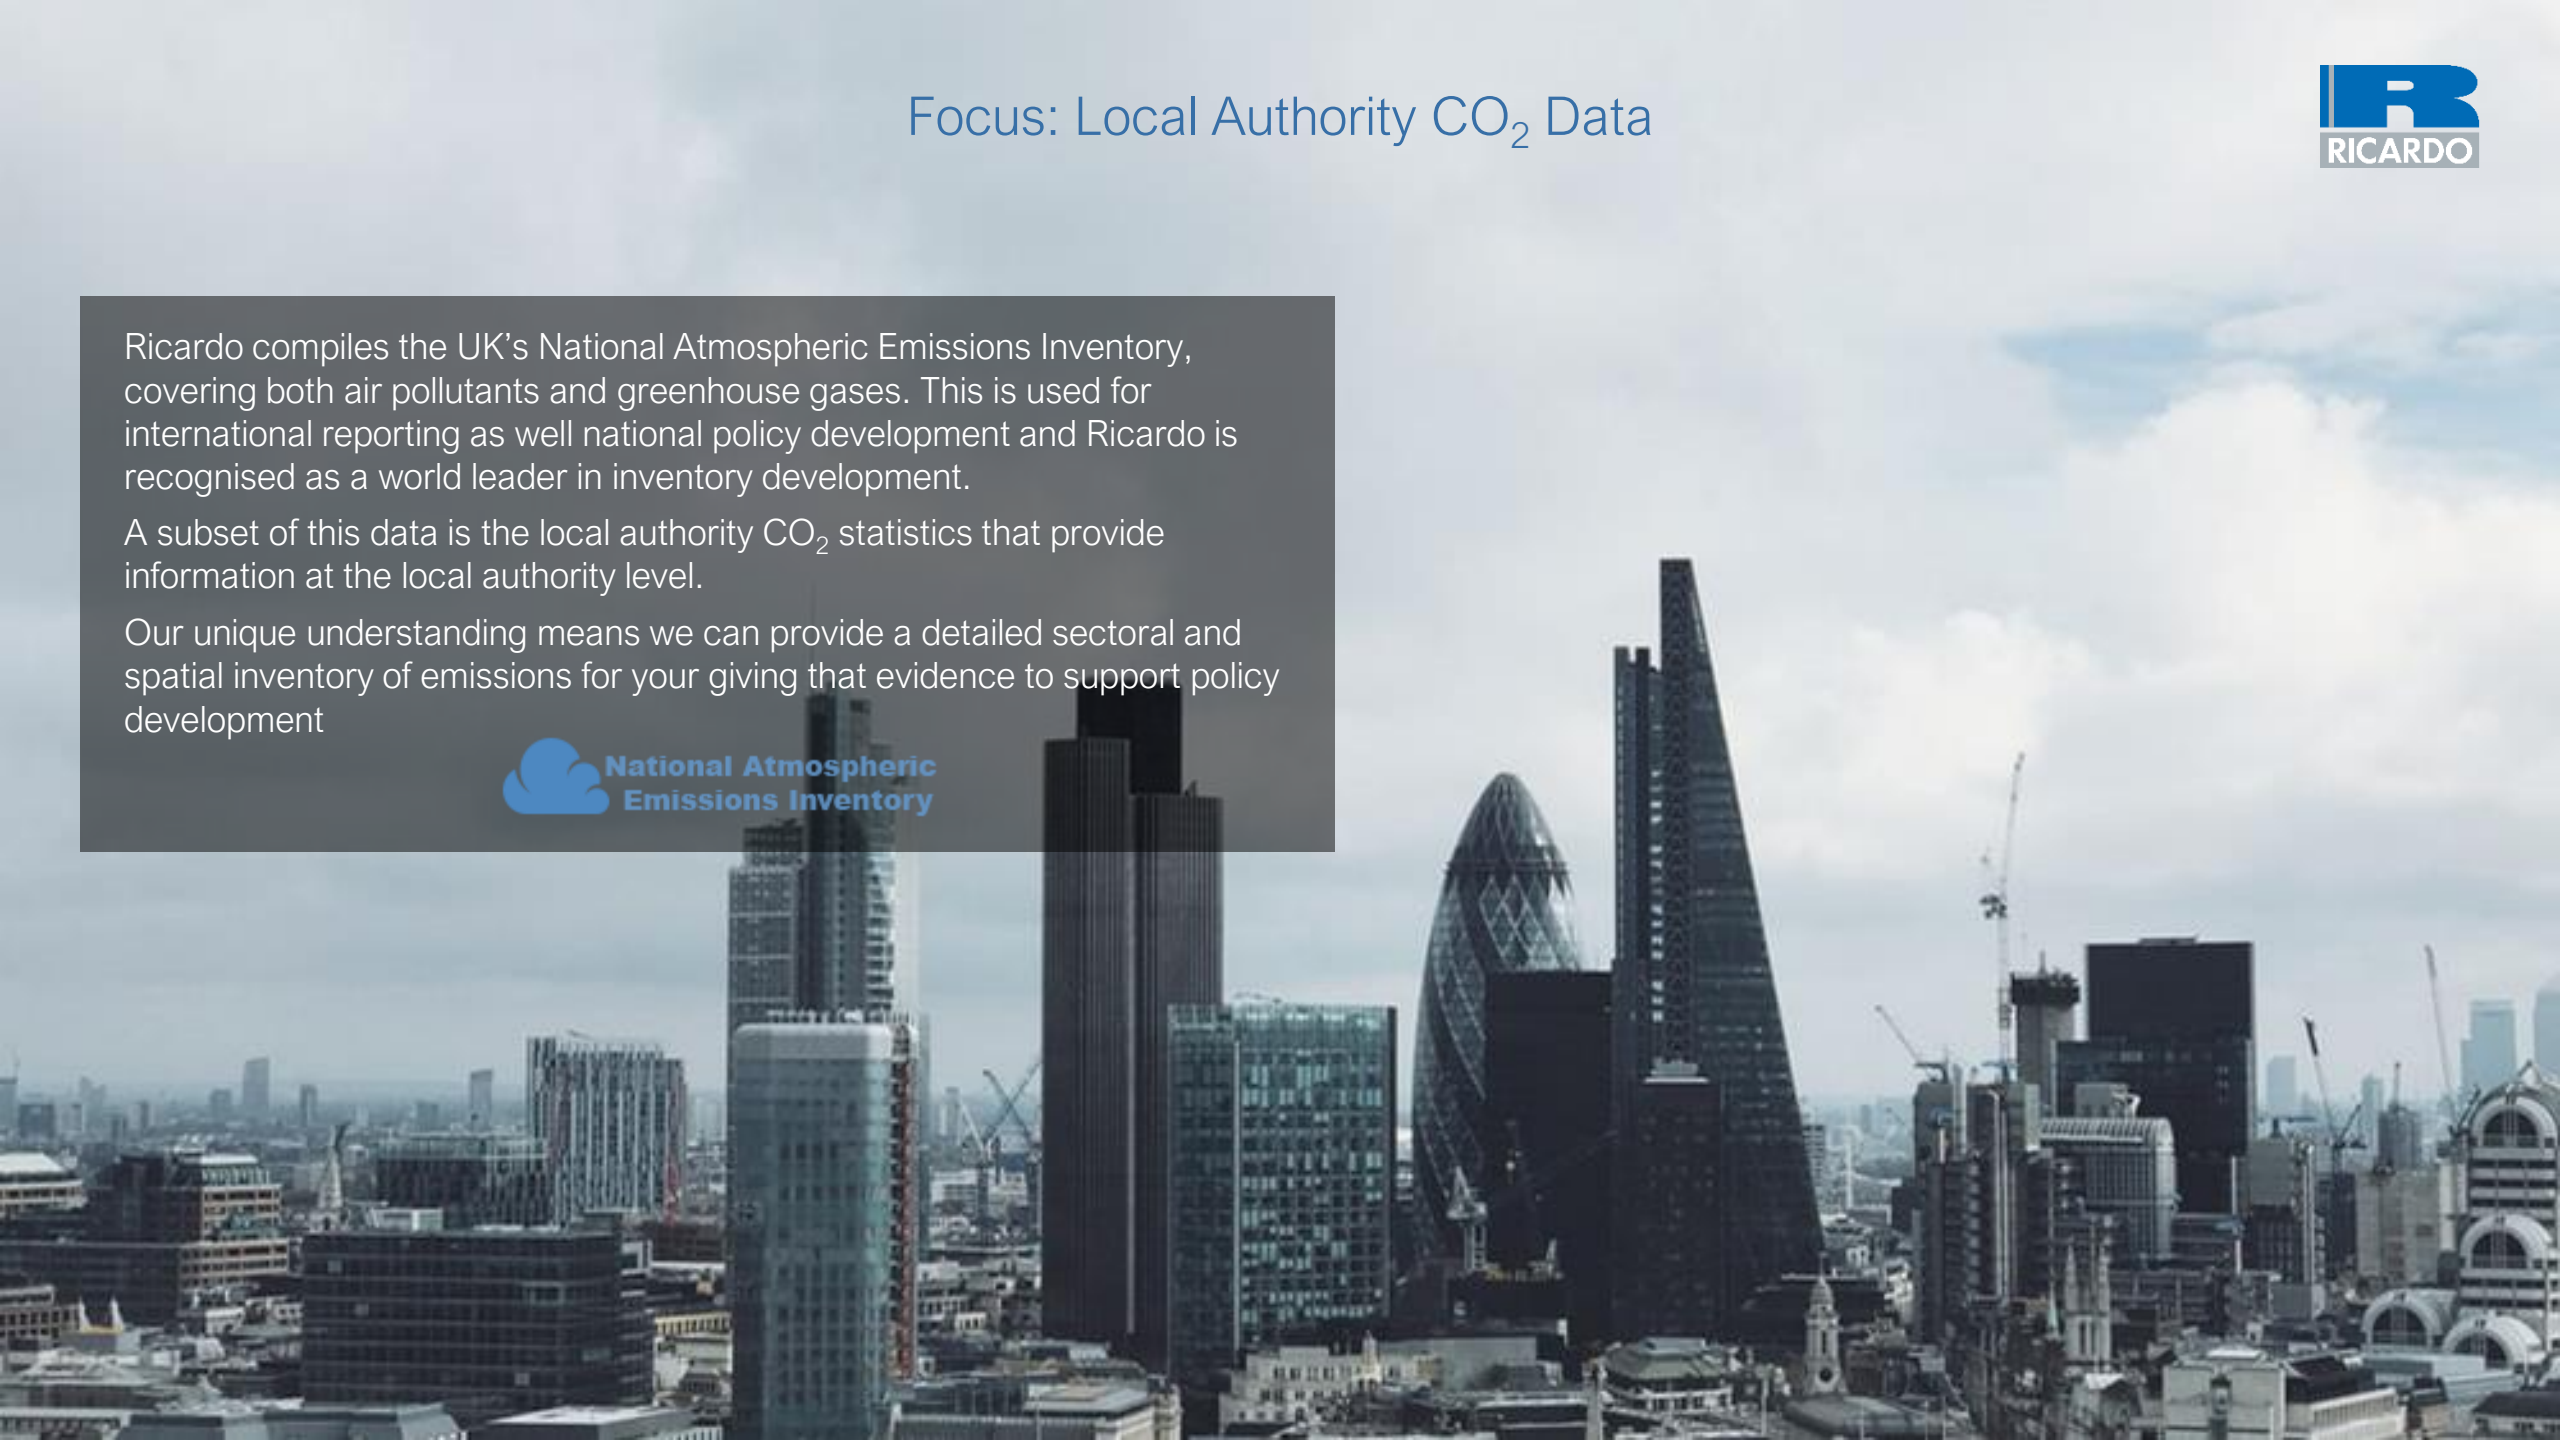 Focus: Local Authority CO₂ Data
RICARDO
Ricardo compiles the UK’s National Atmospheric Emissions Inventory,
covering both air pollutants and greenhouse gases. This is used for
international reporting as well national policy development and Ricardo is
recognised as a world leader in inventory development.
A subset of this data is the local authority CO₂ statistics that provide
information at the local authority level.
Our unique understanding means we can provide a detailed sectoral and
spatial inventory of emissions for your giving that evidence to support policy
development
National Atmospheric
Emissions Inventory